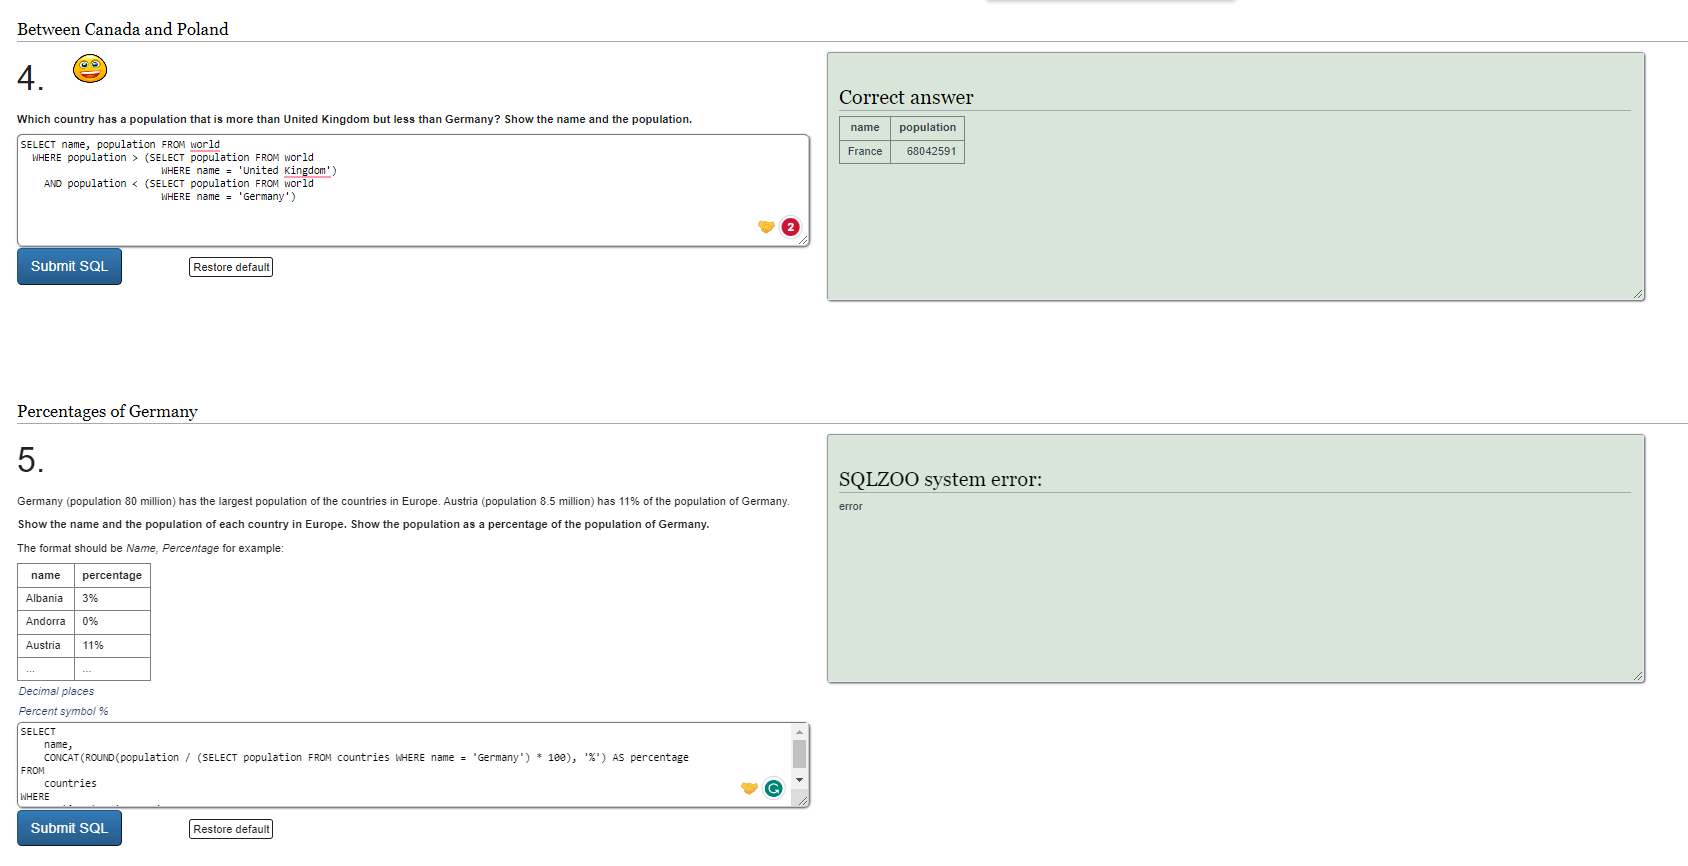 Between Canada and Poland
4.
Which country has a population that is more than United Kingdom but less than Germany? Show the name and the population.
SELECT name, population FROM world
  WHERE population > (SELECT population FROM world
                        WHERE name = 'United Kingdom')
    AND population < (SELECT population FROM world
                        WHERE name = 'Germany')
2
Submit SQL
Restore default
Correct answer
name population
France 68042591
Percentages of Germany
5.
Germany (population 80 million) has the largest population of the countries in Europe. Austria (population 8.5 million) has 11% of the population of Germany.
Show the name and the population of each country in Europe. Show the population as a percentage of the population of Germany.
The format should be Name, Percentage for example:
name percentage
Albania 3%
Andorra 0%
Austria 11%
... ...
Decimal places
Percent symbol %
SELECT
    name,
    CONCAT(ROUND(population / (SELECT population FROM countries WHERE name = 'Germany') * 100), '%') AS percentage
FROM
    countries
WHERE
Submit SQL
Restore default
SQLZOO system error:
error